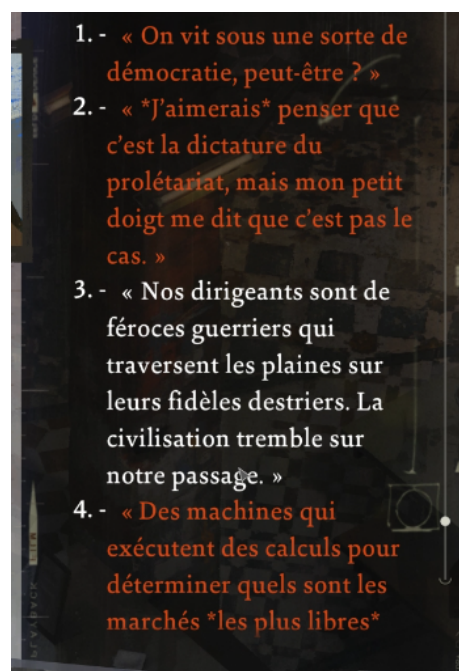 1. - « On vit sous une sorte de
démocratie, peut-être ? »
2. - « *J'aimerais* penser que
c'est la dictature du
prolétariat, mais mon petit
doigt me dit que c'est pas le
cas. »
3. - « Nos dirigeants sont de
féroces guerriers qui
traversent les plaines sur
leurs fidèles destriers. La
civilisation tremble sur
notre passage. »
4. - « Des machines qui
exécutent des calculs pour
déterminer quels sont les
marchés *les plus libres*
PLAYBACK